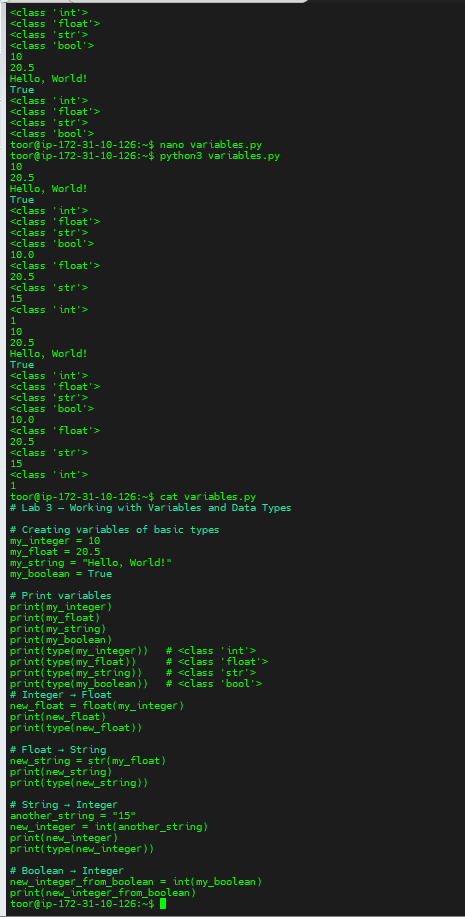 <class 'int'>
<class 'float'>
<class 'str'>
<class 'bool'>
10
20.5
Hello, World!
True
<class 'int'>
<class 'float'>
<class 'str'>
<class 'bool'>
toor@ip-172-31-10-126:~$ nano variables.py
toor@ip-172-31-10-126:~$ python3 variables.py
10
20.5
Hello, World!
True
<class 'int'>
<class 'float'>
<class 'str'>
<class 'bool'>
10.0
<class 'float'>
20.5
<class 'str'>
15
<class 'int'>
1
10
20.5
Hello, World!
True
<class 'int'>
<class 'float'>
<class 'str'>
<class 'bool'>
10.0
<class 'float'>
20.5
<class 'str'>
15
<class 'int'>
1
toor@ip-172-31-10-126:~$ cat variables.py
# Lab 3 – Working with Variables and Data Types

# Creating variables of basic types
my_integer = 10
my_float = 20.5
my_string = "Hello, World!"
my_boolean = True

# Print variables
print(my_integer)
print(my_float)
print(my_string)
print(my_boolean)
print(type(my_integer))   # <class 'int'>
print(type(my_float))     # <class 'float'>
print(type(my_string))    # <class 'str'>
print(type(my_boolean))   # <class 'bool'>
# Integer → Float
new_float = float(my_integer)
print(new_float)
print(type(new_float))

# Float → String
new_string = str(my_float)
print(new_string)
print(type(new_string))

# String → Integer
another_string = "15"
new_integer = int(another_string)
print(new_integer)
print(type(new_integer))

# Boolean → Integer
new_integer_from_boolean = int(my_boolean)
print(new_integer_from_boolean)
toor@ip-172-31-10-126:~$